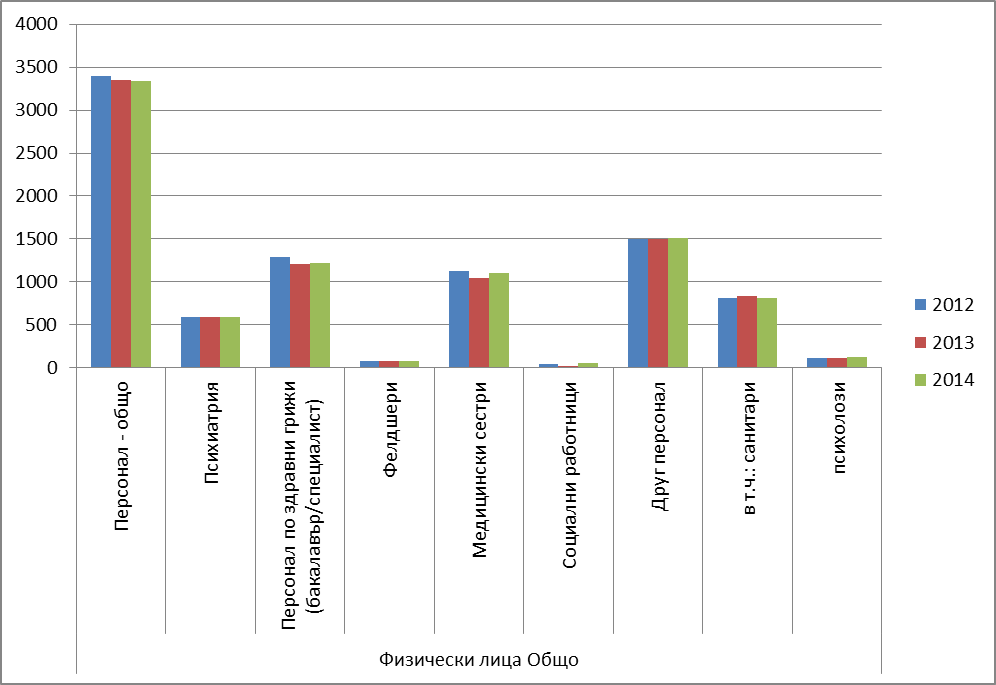 4000
3500
3000
2500
2000
1500
1000
500
0
Персонал - общо
Психиатрия
Персонал по здравни грижи
(бакалавър/специалист)
Фелдшери
Медицински сестри
Социални работници
Друг персонал
в т.ч.: санитари
психолози
Физически лица Общо
2012
2013
2014